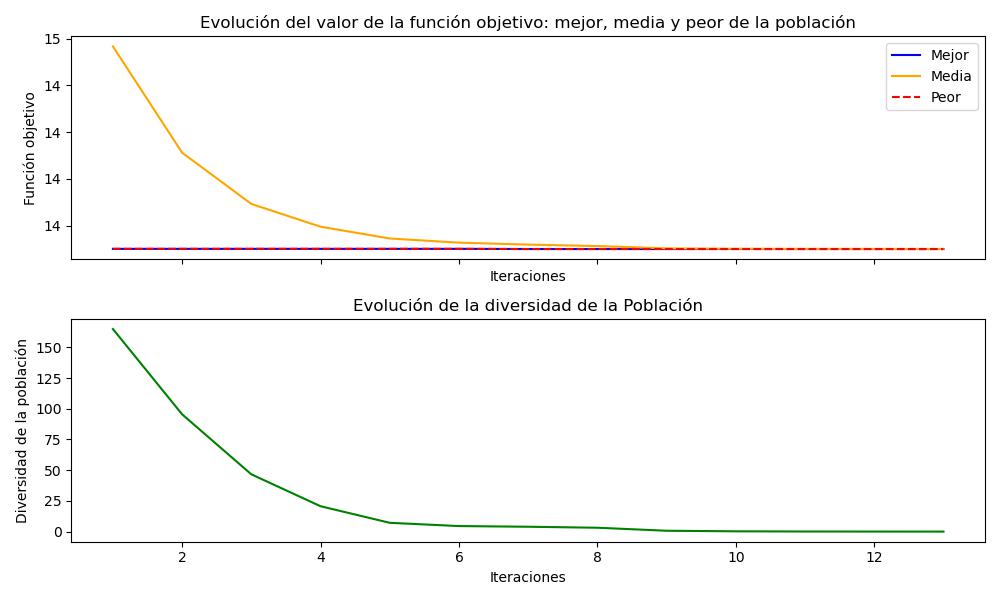 Evolución del valor de la función objetivo: mejor, media y peor de la población
15
14
14
14
14
Función objetivo
Mejor
Media
Peor
Iteraciones
Evolución de la diversidad de la Población
150
125
100
75
50
25
0
Diversidad de la población
2 4 6 8 10 12
Iteraciones